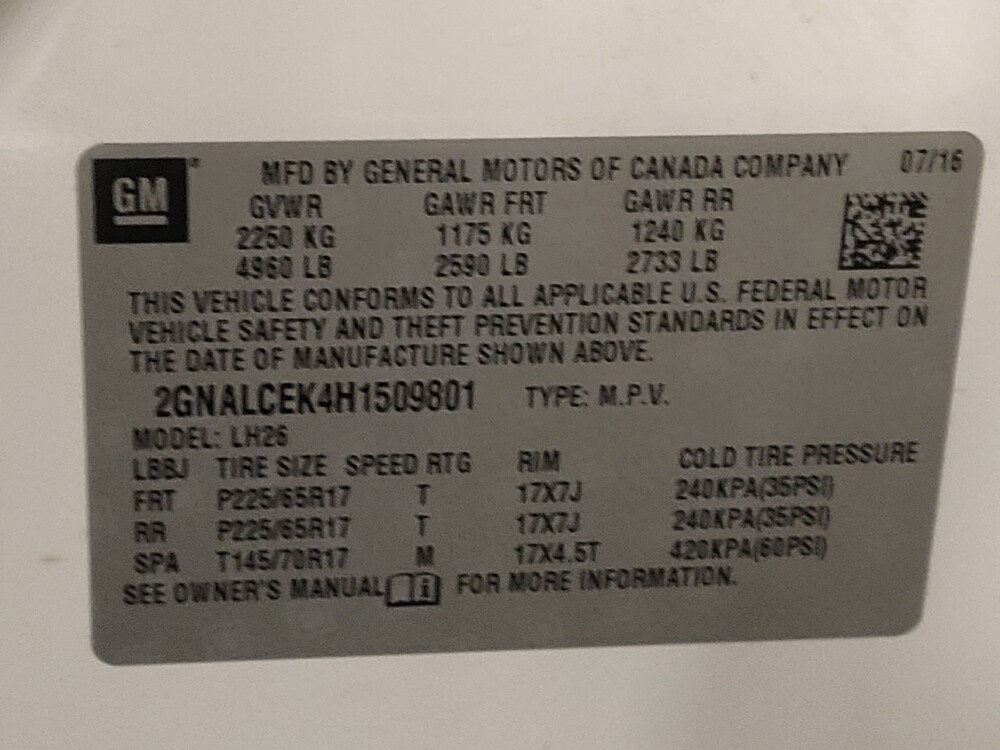 GM MFD BY GENERAL MOTORS OF CANADA COMPANY 07/16
GVWR GAWR FRT GAWR RR
2250 KG 1175 KG 1240 KG
4960 LB 2590 LB 2733 LB
THIS VEHICLE CONFORMS TO ALL APPLICABLE U.S. FEDERAL MOTOR
VEHICLE SAFETY AND THEFT PREVENTION STANDARDS IN EFFECT ON
THE DATE OF MANUFACTURE SHOWN ABOVE.
2GNALCEK4H1509801 TYPE: M.P.V.
MODEL: LH26
LBBJ TIRE SIZE SPEED RTG RIM COLD TIRE PRESSURE
FRT P225/65R17 T 17X7J 240KPA(35PSI)
RR P225/65R17 T 17X7J 240KPA(35PSI)
SPA T145/70R17 M 17X4.5T 420KPA(60PSI)
SEE OWNER'S MANUAL i FOR MORE INFORMATION.